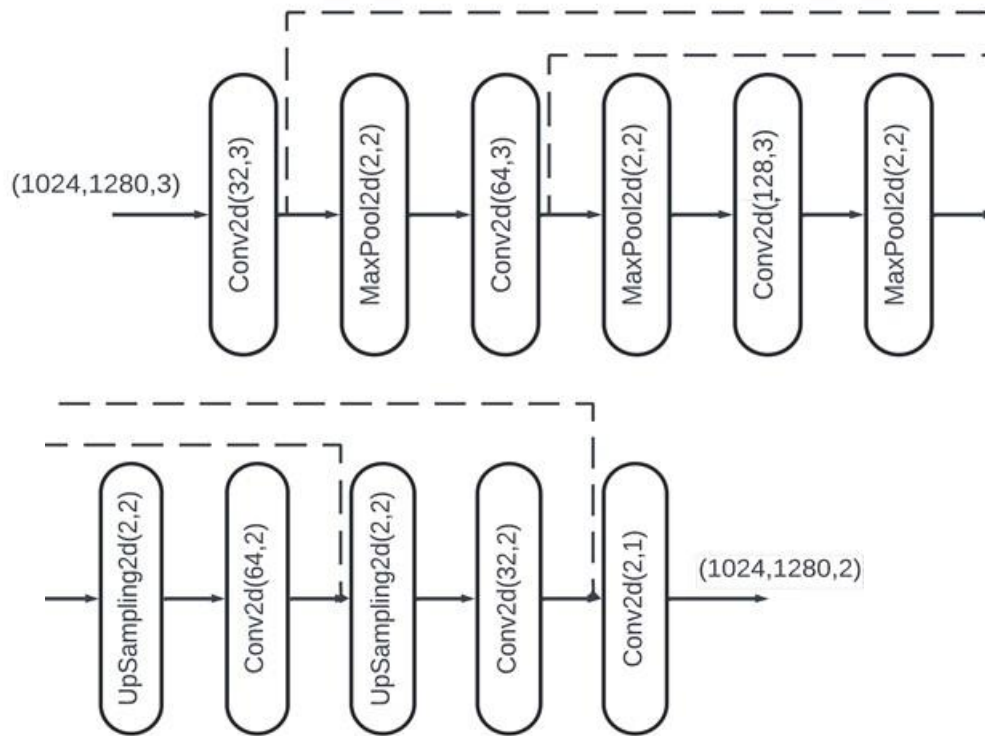 (1024,1280,3)
Conv2d(32,3)
MaxPool2d(2,2)
Conv2d(64,3)
MaxPool2d(2,2)
Conv2d(128,3)
MaxPool2d(2,2)
UpSampling2d(2,2)
Conv2d(64,2)
UpSampling2d(2,2)
Conv2d(32,2)
Conv2d(2,1)
(1024,1280,2)